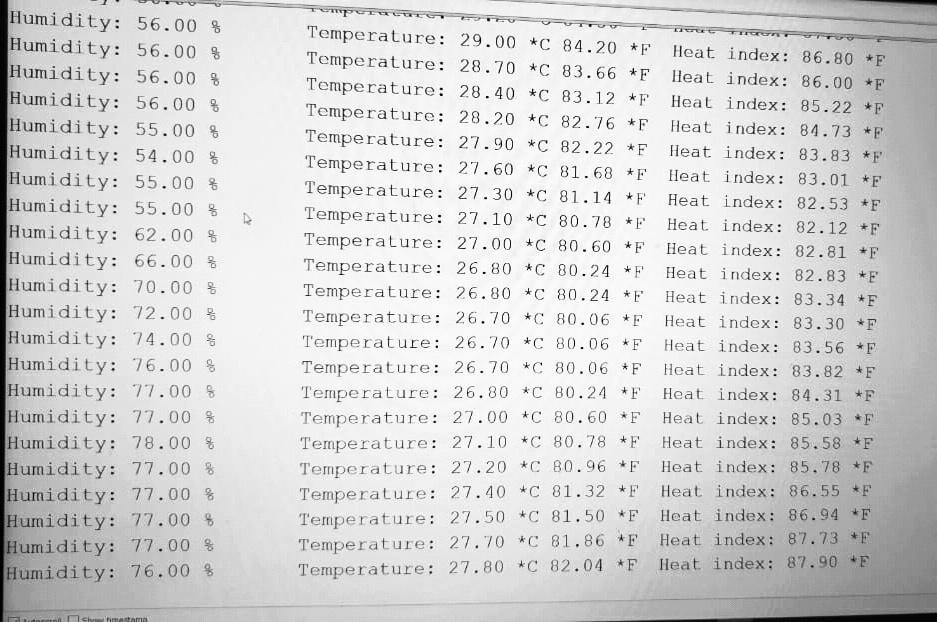 Humidity: 56.00 % Temperature: 29.00 *C 84.20 *F Heat index: 86.80 *F
Humidity: 56.00 % Temperature: 28.70 *C 83.66 *F Heat index: 86.00 *F
Humidity: 56.00 % Temperature: 28.40 *C 83.12 *F Heat index: 85.22 *F
Humidity: 56.00 % Temperature: 28.20 *C 82.76 *F Heat index: 84.73 *F
Humidity: 55.00 % Temperature: 27.90 *C 82.22 *F Heat index: 83.83 *F
Humidity: 54.00 % Temperature: 27.60 *C 81.68 *F Heat index: 83.01 *F
Humidity: 55.00 % Temperature: 27.30 *C 81.14 *F Heat index: 82.53 *F
Humidity: 55.00 % Temperature: 27.10 *C 80.78 *F Heat index: 82.12 *F
Humidity: 62.00 % Temperature: 27.00 *C 80.60 *F Heat index: 82.81 *F
Humidity: 66.00 % Temperature: 26.80 *C 80.24 *F Heat index: 82.83 *F
Humidity: 70.00 % Temperature: 26.80 *C 80.24 *F Heat index: 83.34 *F
Humidity: 72.00 % Temperature: 26.70 *C 80.06 *F Heat index: 83.30 *F
Humidity: 74.00 % Temperature: 26.70 *C 80.06 *F Heat index: 83.56 *F
Humidity: 76.00 % Temperature: 26.70 *C 80.06 *F Heat index: 83.82 *F
Humidity: 77.00 % Temperature: 26.80 *C 80.24 *F Heat index: 84.31 *F
Humidity: 77.00 % Temperature: 27.00 *C 80.60 *F Heat index: 85.03 *F
Humidity: 78.00 % Temperature: 27.10 *C 80.78 *F Heat index: 85.58 *F
Humidity: 77.00 % Temperature: 27.20 *C 80.96 *F Heat index: 85.78 *F
Humidity: 77.00 % Temperature: 27.40 *C 81.32 *F Heat index: 86.55 *F
Humidity: 77.00 % Temperature: 27.50 *C 81.50 *F Heat index: 86.94 *F
Humidity: 77.00 % Temperature: 27.70 *C 81.86 *F Heat index: 87.73 *F
Humidity: 76.00 % Temperature: 27.80 *C 82.04 *F Heat index: 87.90 *F
Autoscroll Show timestamp